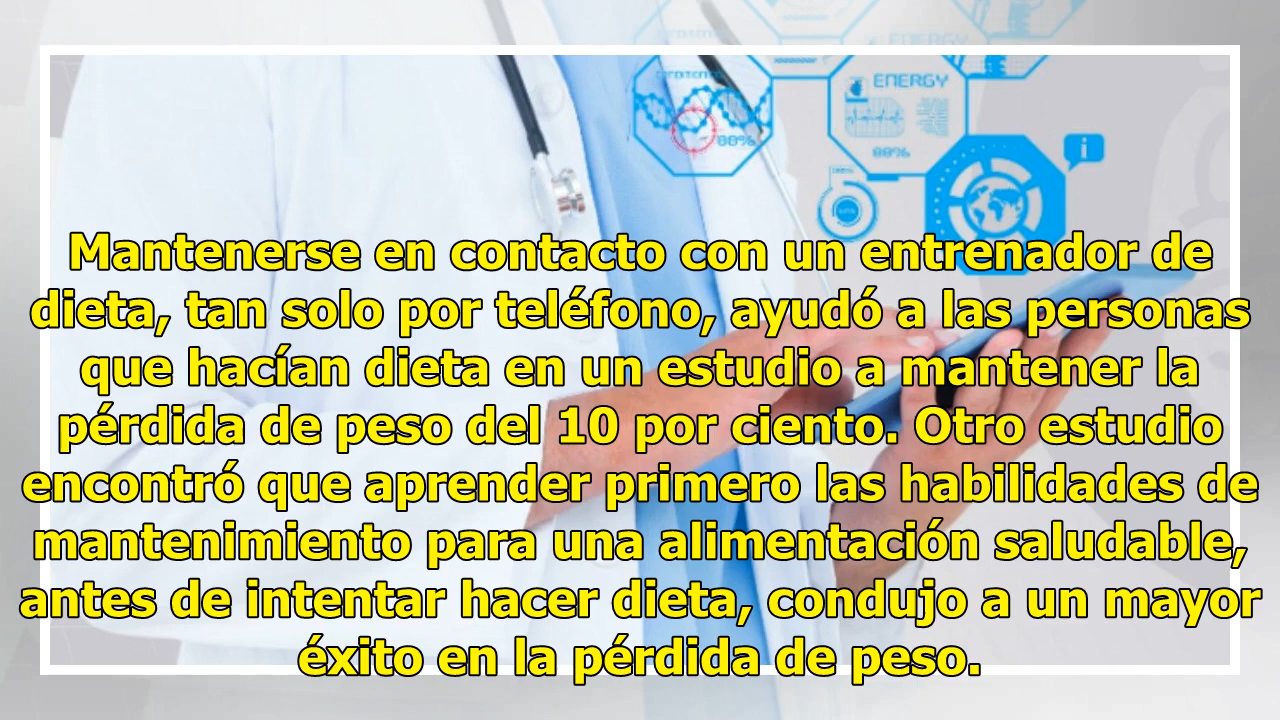 ENERGY
ENERGY
88%
88%
i
Mantenerse en contacto con un entrenador de
dieta, tan solo por teléfono, ayudó a las personas
que hacían dieta en un estudio a mantener la
pérdida de peso del 10 por ciento. Otro estudio
encontró que aprender primero las habilidades de
mantenimiento para una alimentación saludable,
antes de intentar hacer dieta, condujo a un mayor
éxito en la pérdida de peso.